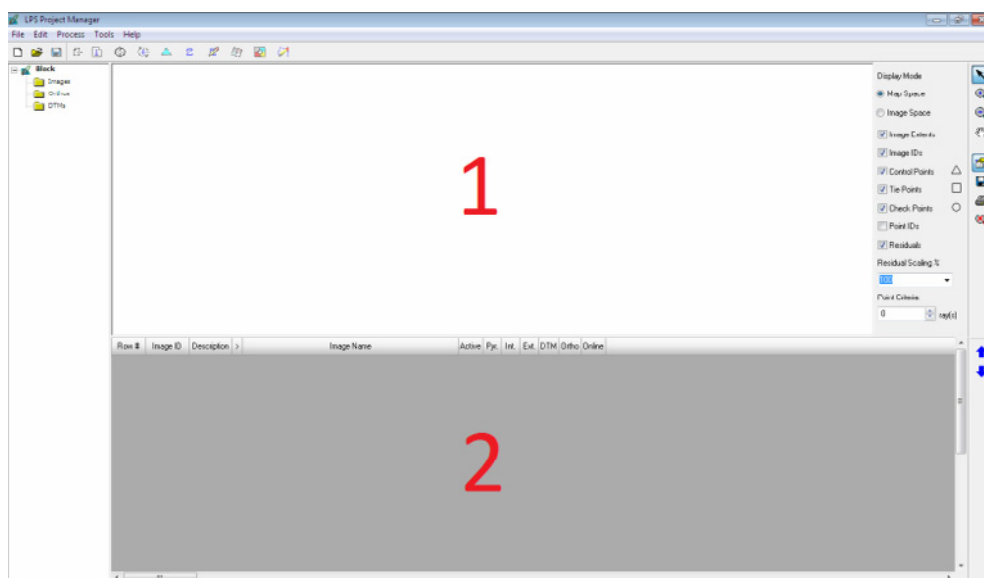 LPS Project Manager
File Edit Process Tools Help
Block
Images
Orthos
DTMs
1
Display Mode
Map Space
Image Space
Image Extents
Image IDs
Control Points
Tie Points
Check Points
Point IDs
Residuals
Residual Scaling %
100
Point Criteria:
0 ray(s)
Row # Image ID Description > Image Name Active Pyr. Int. Ext. DTM Ortho Online
2